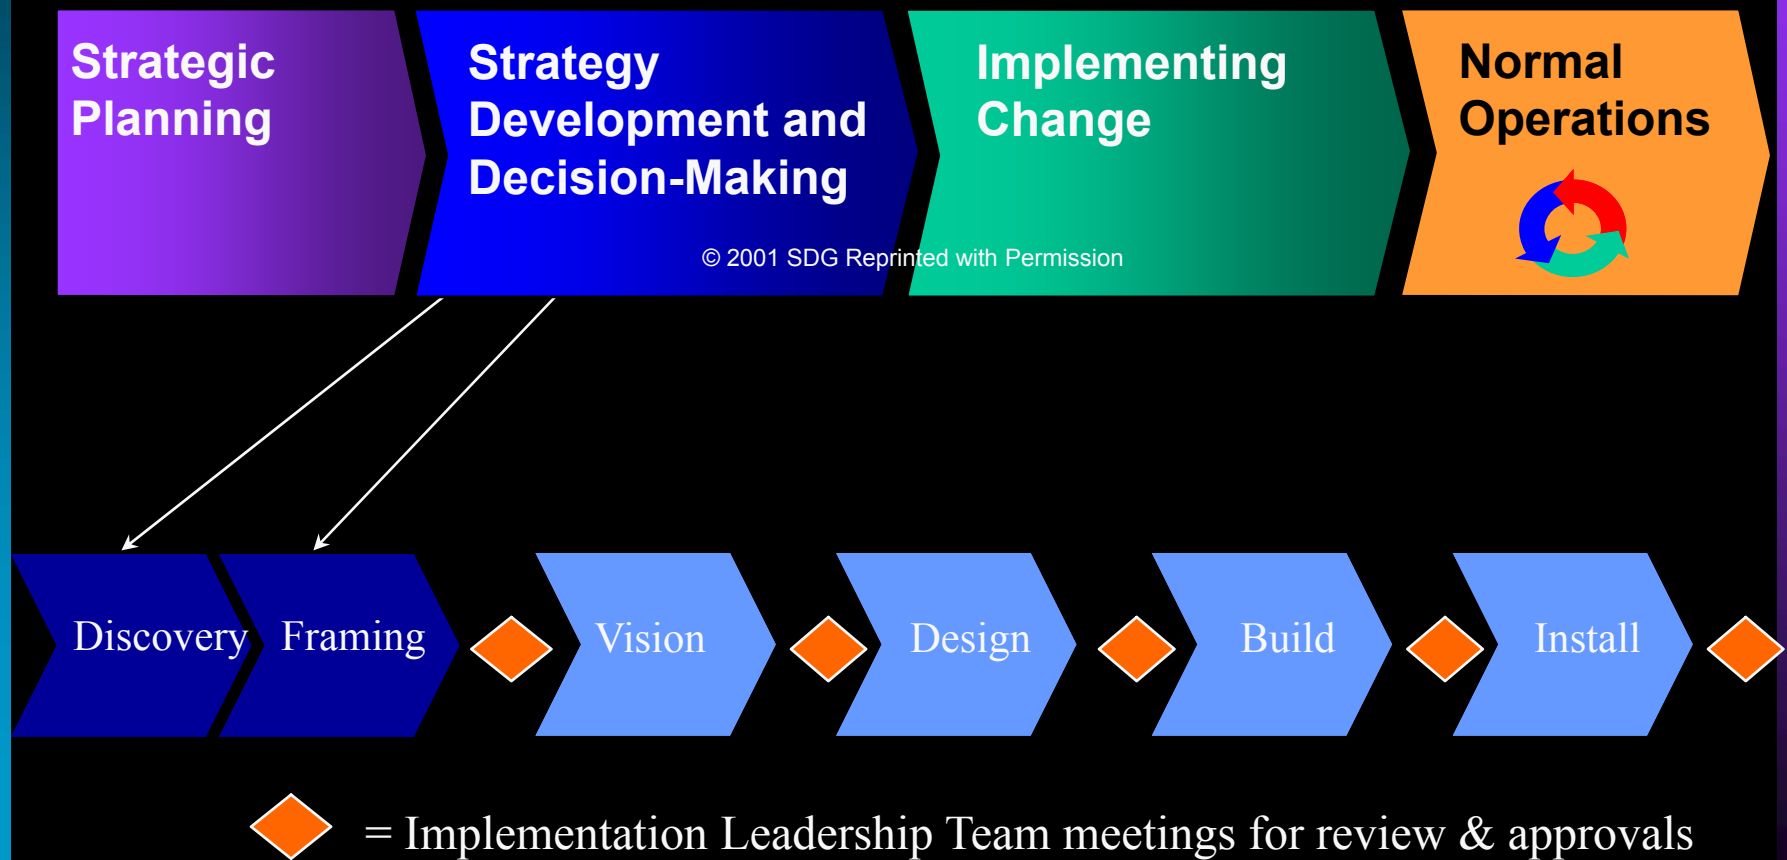 Strategic
Planning
Strategy
Development and
Decision-Making
Implementing
Change
Normal
Operations
© 2001 SDG Reprinted with Permission
Discovery
Framing
Vision
Design
Build
Install
= Implementation Leadership Team meetings for review & approvals